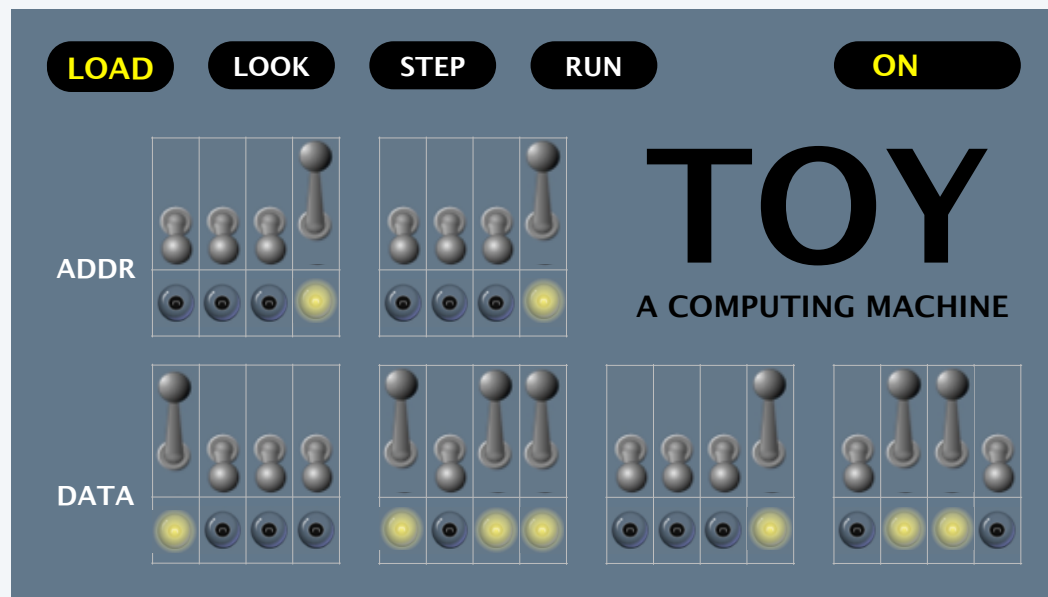 LOAD LOOK STEP RUN ON
TOY
ADDR
A COMPUTING MACHINE
DATA